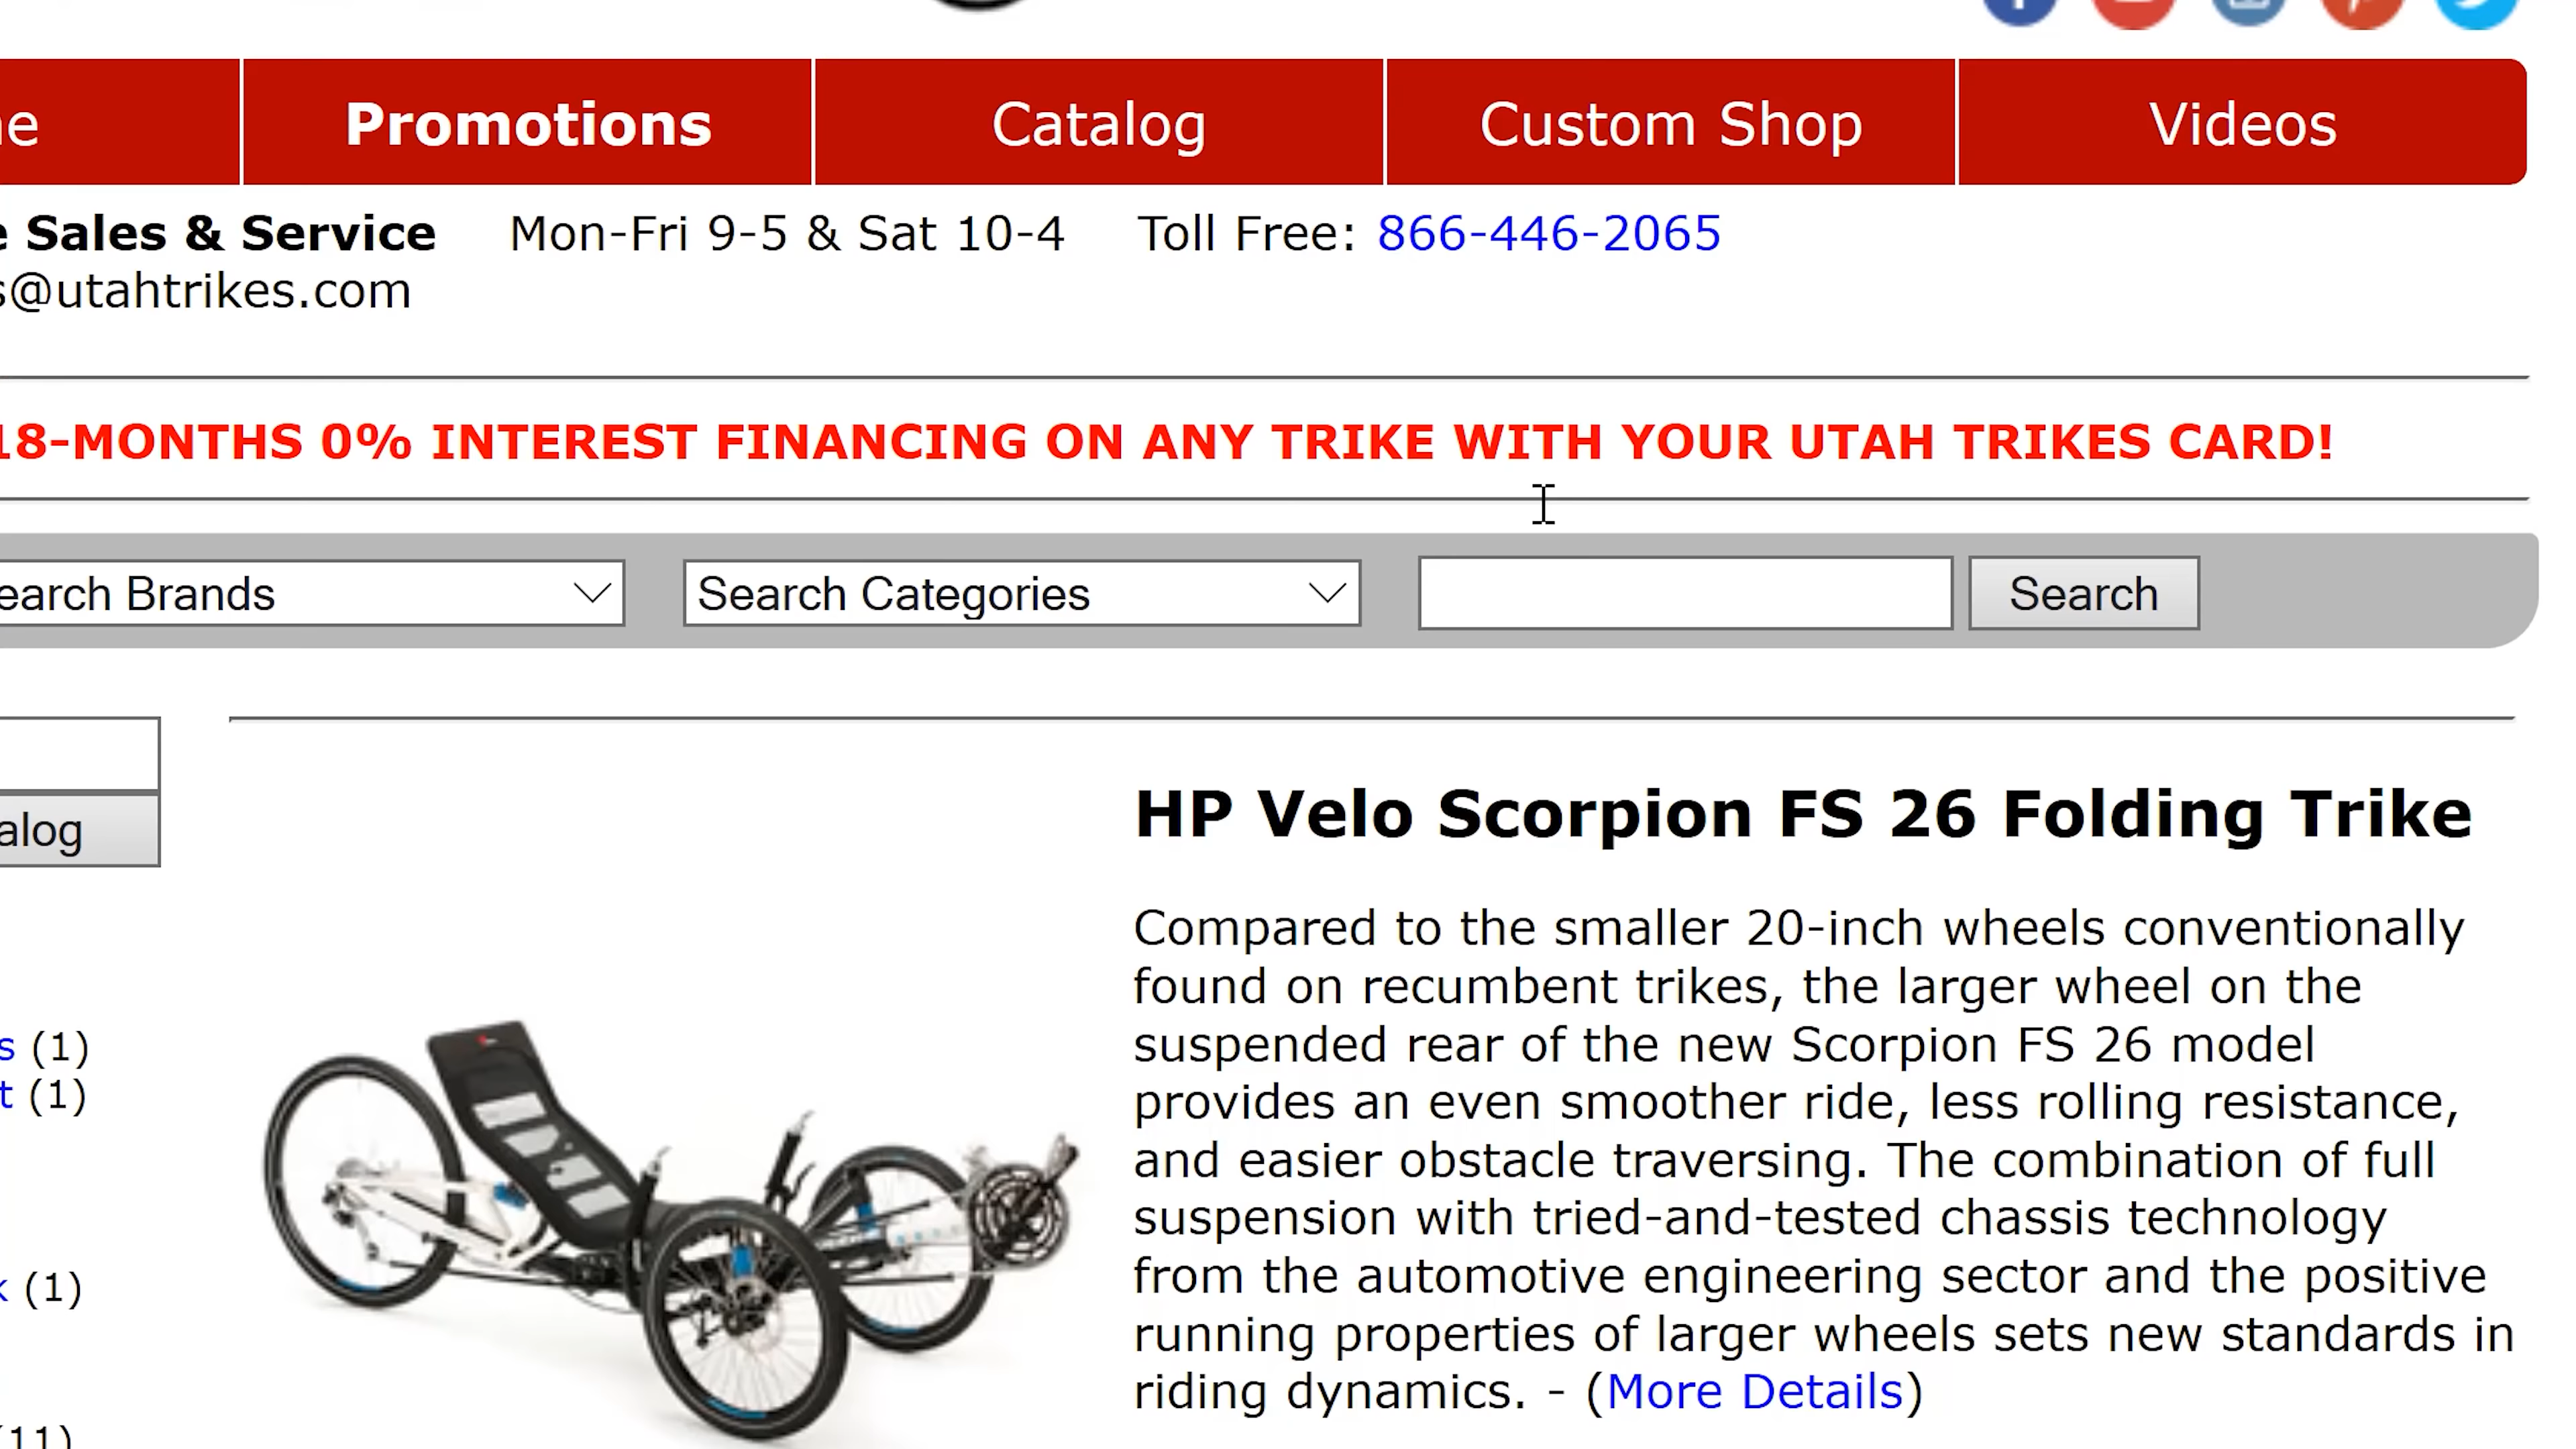 Promotions Catalog Custom Shop Videos
Sales & Service Mon-Fri 9-5 & Sat 10-4 Toll Free: 866-446-2065
s@utahtrikes.com
18-MONTHS 0% INTEREST FINANCING ON ANY TRIKE WITH YOUR UTAH TRIKES CARD!
earch Brands Search Categories Search
HP Velo Scorpion FS 26 Folding Trike
alog
Compared to the smaller 20-inch wheels conventionally
found on recumbent trikes, the larger wheel on the
suspended rear of the new Scorpion FS 26 model
provides an even smoother ride, less rolling resistance,
and easier obstacle traversing. The combination of full
suspension with tried-and-tested chassis technology
from the automotive engineering sector and the positive
running properties of larger wheels sets new standards in
riding dynamics. - (More Details)
s (1)
t (1)
k (1)
(11)